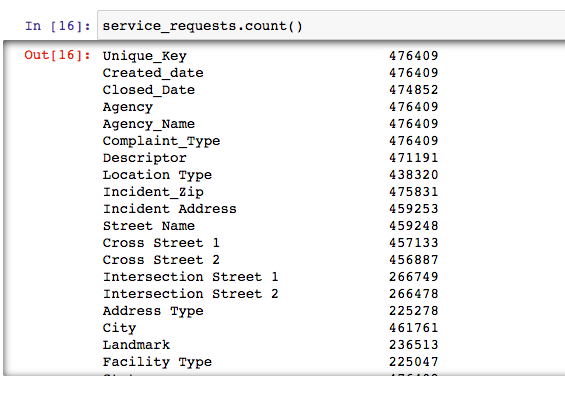 In [16]: service_requests.count()
Out[16]: Unique_Key 476409
Created_date 476409
Closed_Date 474852
Agency 476409
Agency_Name 476409
Complaint_Type 476409
Descriptor 471191
Location Type 438320
Incident_Zip 475831
Incident Address 459253
Street Name 459248
Cross Street 1 457133
Cross Street 2 456887
Intersection Street 1 266749
Intersection Street 2 266478
Address Type 225278
City 461761
Landmark 236513
Facility Type 225047